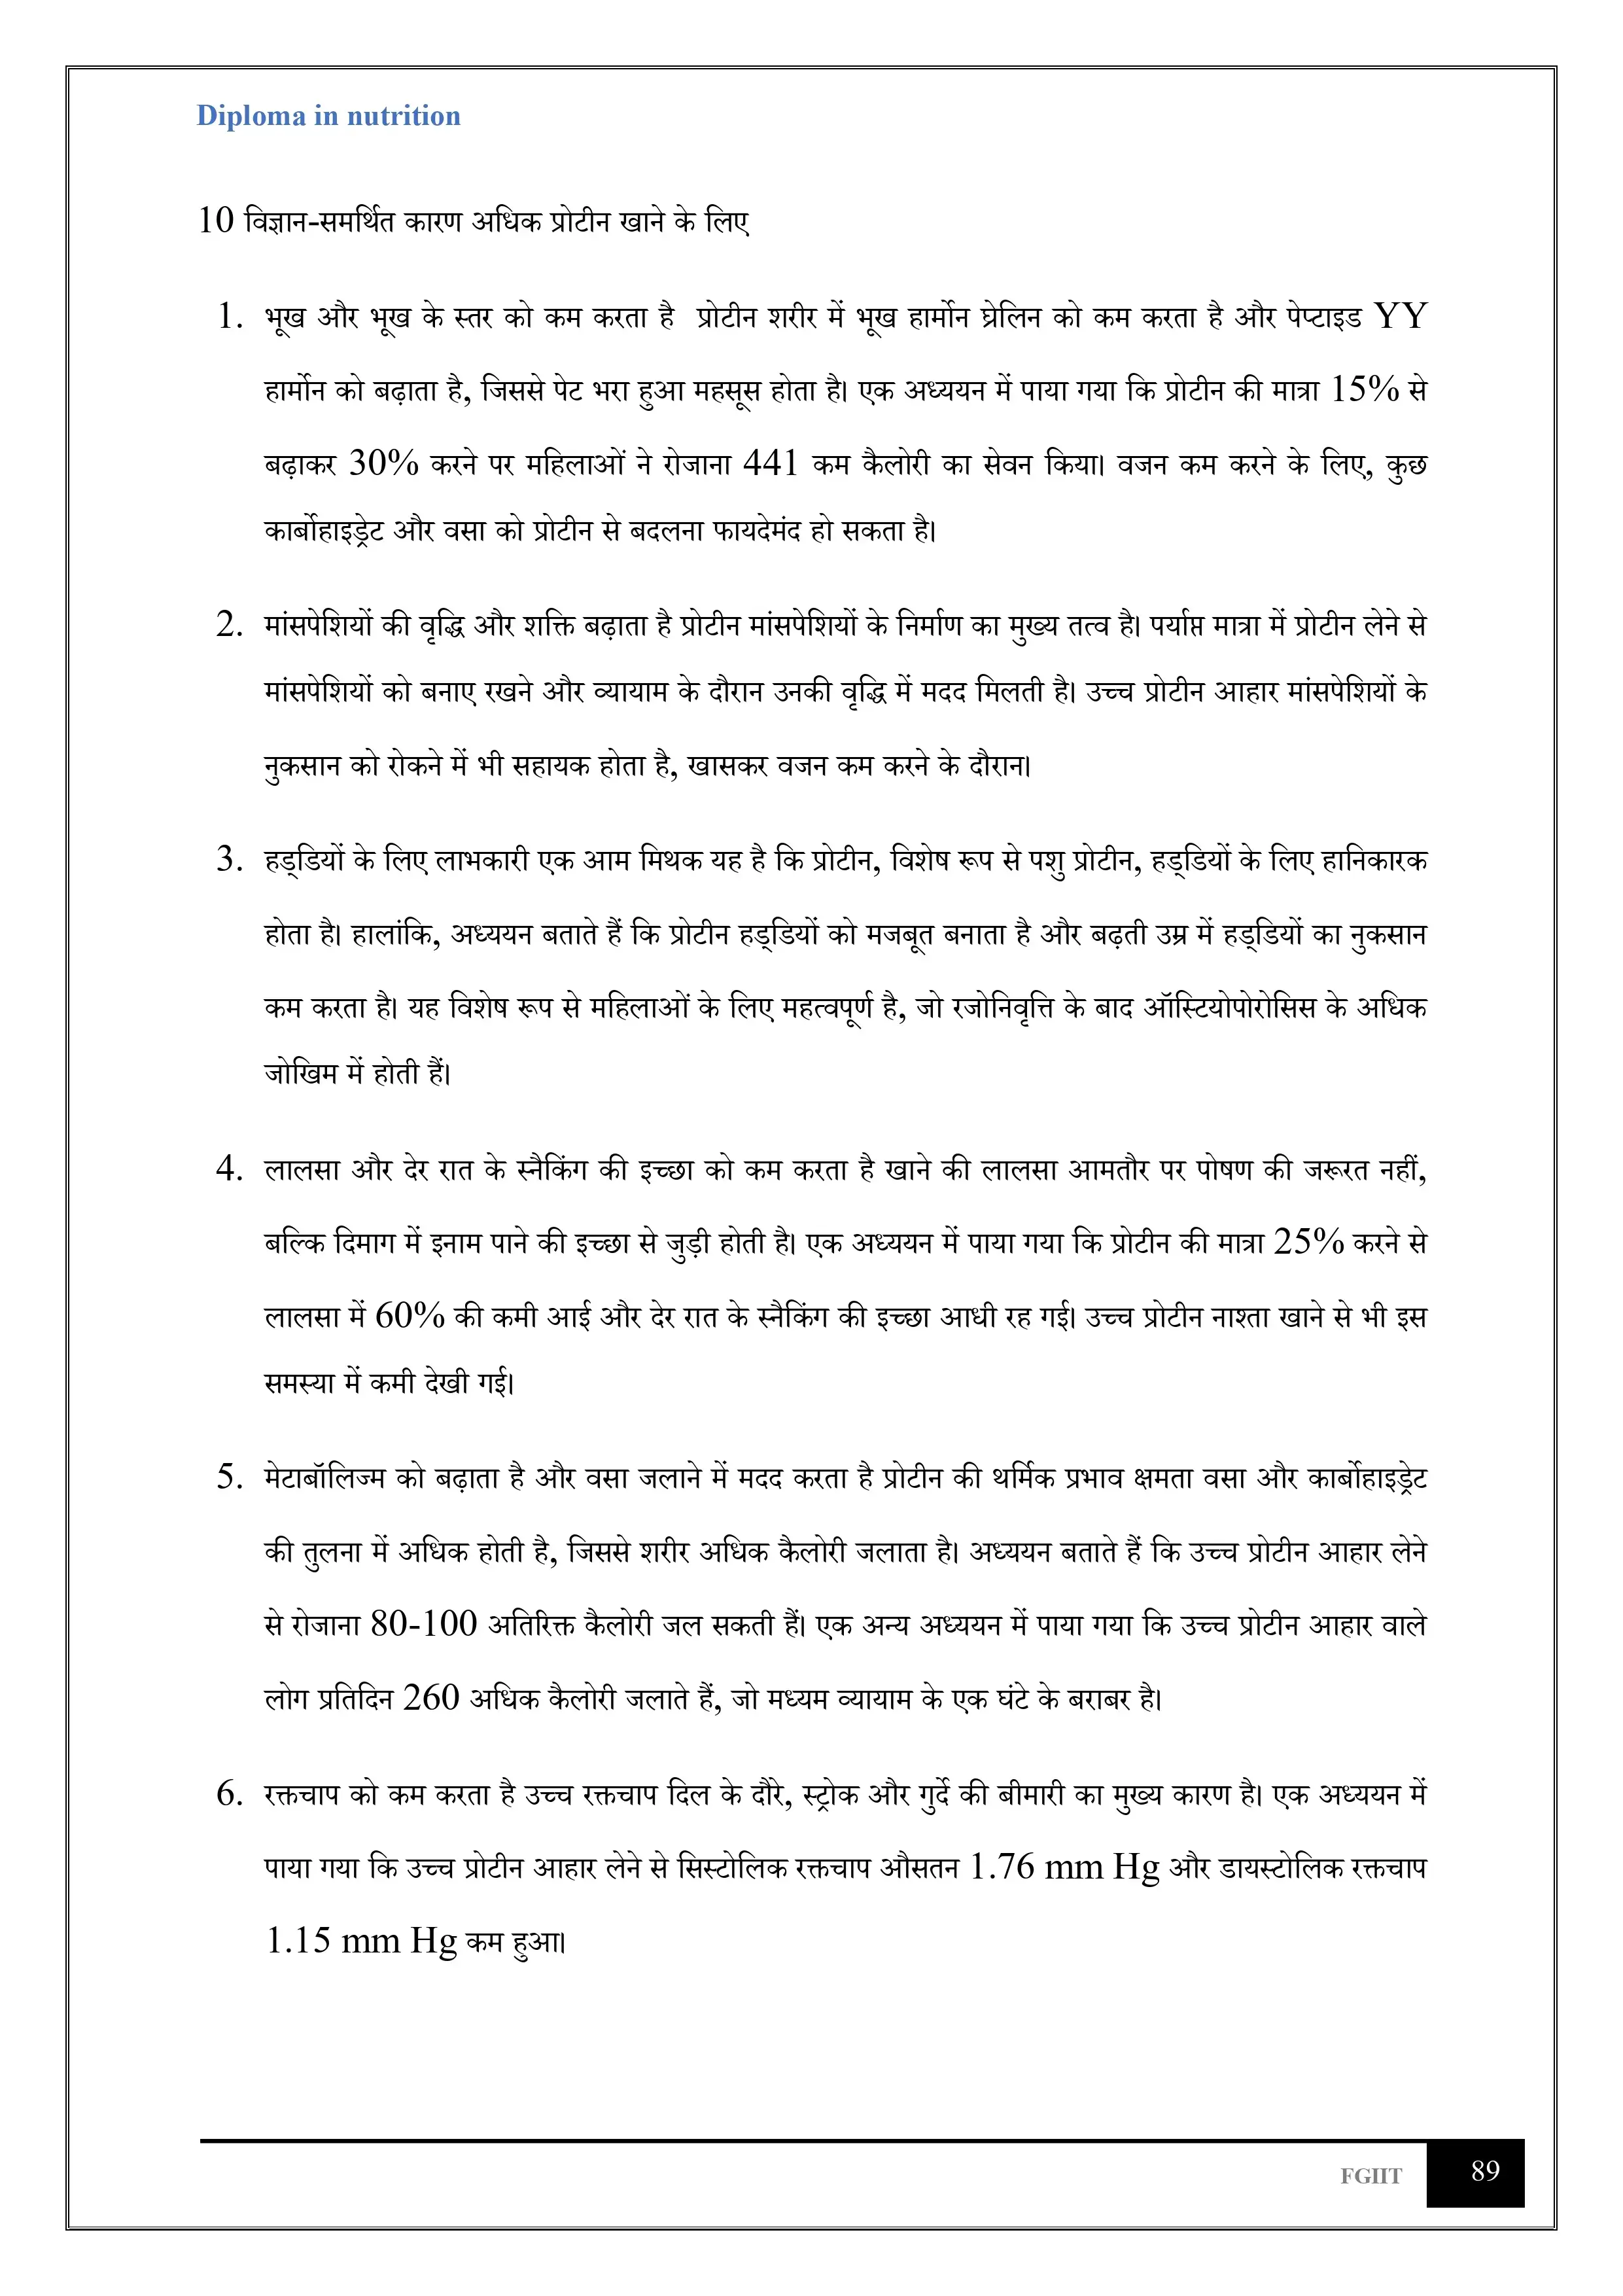 Diploma in nutrition
10 विज्ञान-समर्थित कारण अधिक प्रोटीन खाने के लिए
1. भूख और भूख के स्तर को कम करता है प्रोटीन शरीर में भूख हार्मोन घ्रेलिन को कम करता है और पेप्टाइड YY
हार्मोन को बढ़ाता है, जिससे पेट भरा हुआ महसूस होता है। एक अध्ययन में पाया गया कि प्रोटीन की मात्रा 15% से
बढ़ाकर 30% करने पर महिलाओं ने रोजाना 441 कम कैलोरी का सेवन किया। वजन कम करने के लिए, कुछ
कार्बोहाइड्रेट और वसा को प्रोटीन से बदलना फायदेमंद हो सकता है।
2. मांसपेशियों की वृद्धि और शक्ति बढ़ाता है प्रोटीन मांसपेशियों के निर्माण का मुख्य तत्व है। पर्याप्त मात्रा में प्रोटीन लेने से
मांसपेशियों को बनाए रखने और व्यायाम के दौरान उनकी वृद्धि में मदद मिलती है। उच्च प्रोटीन आहार मांसपेशियों के
नुकसान को रोकने में भी सहायक होता है, खासकर वजन कम करने के दौरान।
3. हड्डियों के लिए लाभकारी एक आम मिथक यह है कि प्रोटीन, विशेष रूप से पशु प्रोटीन, हड्डियों के लिए हानिकारक
होता है। हालांकि, अध्ययन बताते हैं कि प्रोटीन हड्डियों को मजबूत बनाता है और बढ़ती उम्र में हड्डियों का नुकसान
कम करता है। यह विशेष रूप से महिलाओं के लिए महत्वपूर्ण है, जो रजोनिवृत्ति के बाद ऑस्टियोपोरोसिस के अधिक
जोखिम में होती हैं।
4. लालसा और देर रात के स्नैकिंग की इच्छा को कम करता है खाने की लालसा आमतौर पर पोषण की जरूरत नहीं,
बल्कि दिमाग में इनाम पाने की इच्छा से जुड़ी होती है। एक अध्ययन में पाया गया कि प्रोटीन की मात्रा 25% करने से
लालसा में 60% की कमी आई और देर रात के स्नैकिंग की इच्छा आधी रह गई। उच्च प्रोटीन नाश्ता खाने से भी इस
समस्या में कमी देखी गई।
5. मेटाबॉलिज्म को बढ़ाता है और वसा जलाने में मदद करता है प्रोटीन की थर्मिक प्रभाव क्षमता वसा और कार्बोहाइड्रेट
की तुलना में अधिक होती है, जिससे शरीर अधिक कैलोरी जलाता है। अध्ययन बताते हैं कि उच्च प्रोटीन आहार लेने
से रोजाना 80-100 अतिरिक्त कैलोरी जल सकती हैं। एक अन्य अध्ययन में पाया गया कि उच्च प्रोटीन आहार वाले
लोग प्रतिदिन 260 अधिक कैलोरी जलाते हैं, जो मध्यम व्यायाम के एक घंटे के बराबर है।
6. रक्तचाप को कम करता है उच्च रक्तचाप दिल के दौरे, स्ट्रोक और गुर्दे की बीमारी का मुख्य कारण है। एक अध्ययन में
पाया गया कि उच्च प्रोटीन आहार लेने से सिस्टोलिक रक्तचाप औसतन 1.76 mm Hg और डायस्टोलिक रक्तचाप
1.15 mm Hg कम हुआ।
FGIIT 89